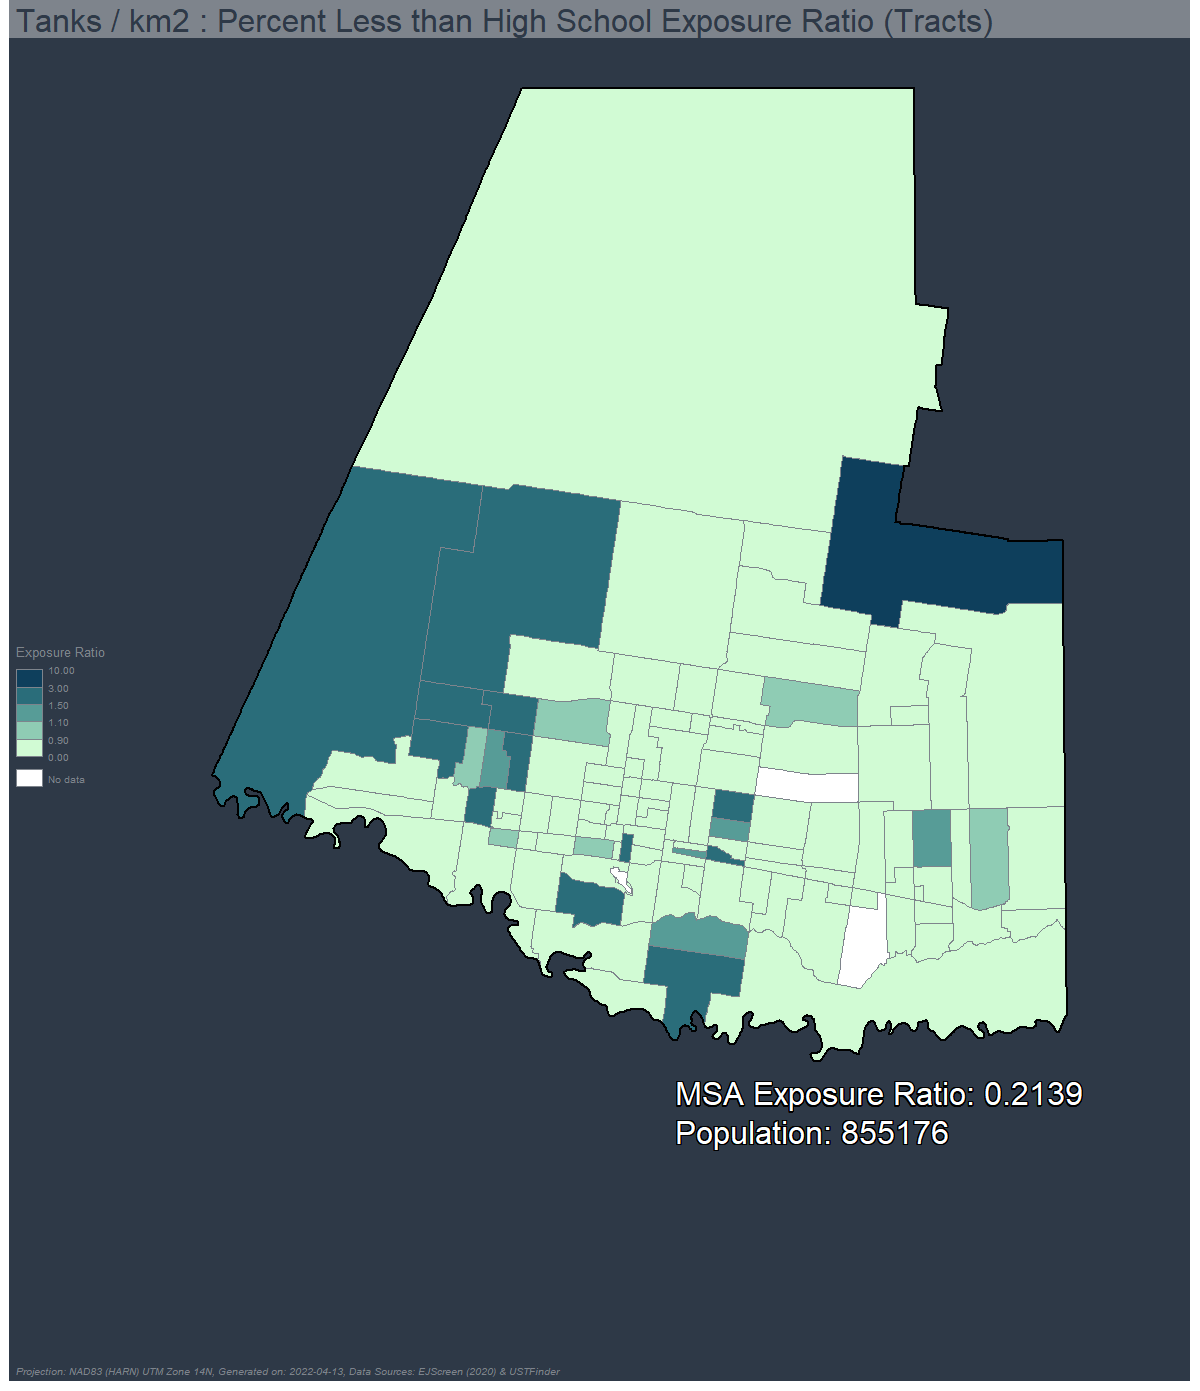 Tanks / km2 : Percent Less than High School Exposure Ratio (Tracts)
Exposure Ratio
10.00
3.00
1.50
1.10
0.90
0.00
No data
MSA Exposure Ratio: 0.2139
Population: 855176
Projection: NAD83 (HARN) UTM Zone 14N, Generated on: 2022-04-13, Data Sources: EJScreen (2020) & USTFinder